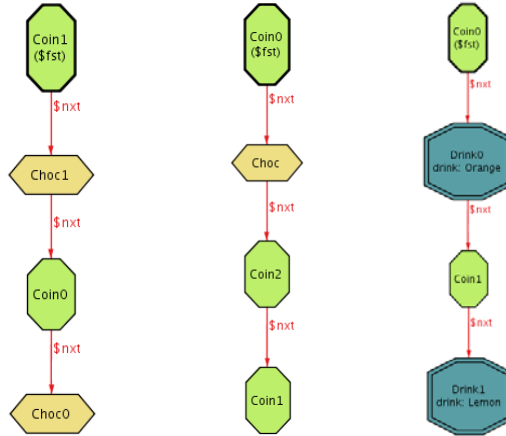 Coin1
($fst)
$nxt
Choc1
$nxt
Coin0
$nxt
Choc0
Coin0
($fst)
$nxt
Choc
$nxt
Coin2
$nxt
Coin1
Coin0
($fst)
$nxt
Drink0
drink: Orange
$nxt
Coin1
$nxt
Drink1
drink: Lemon